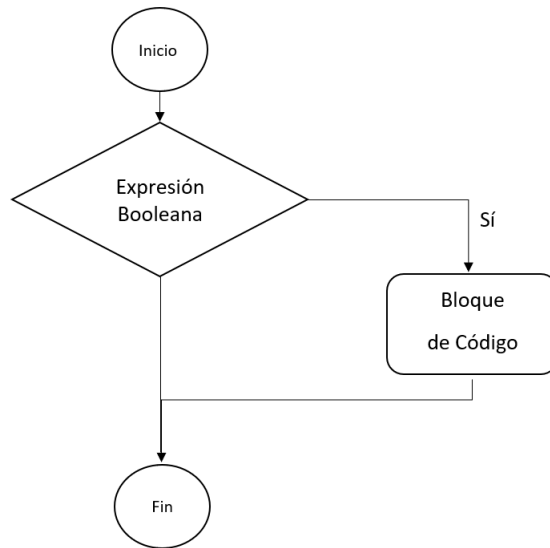 Inicio
Expresión
Booleana
Sí
Bloque
de Código
Fin